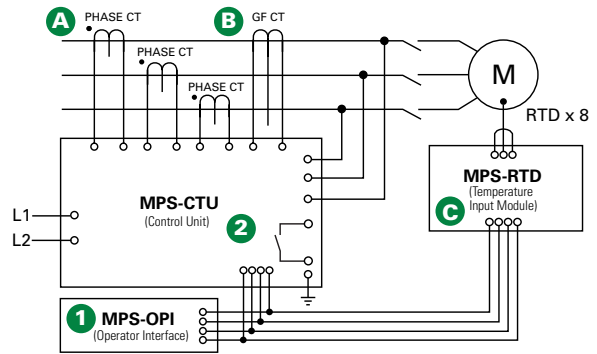 A PHASE CT
B GF CT
PHASE CT
PHASE CT
M
RTD x 8
MPS-RTD
(Temperature
Input Module)
C
MPS-CTU
(Control Unit)
2
L1
L2
1 MPS-OPI
(Operator Interface)